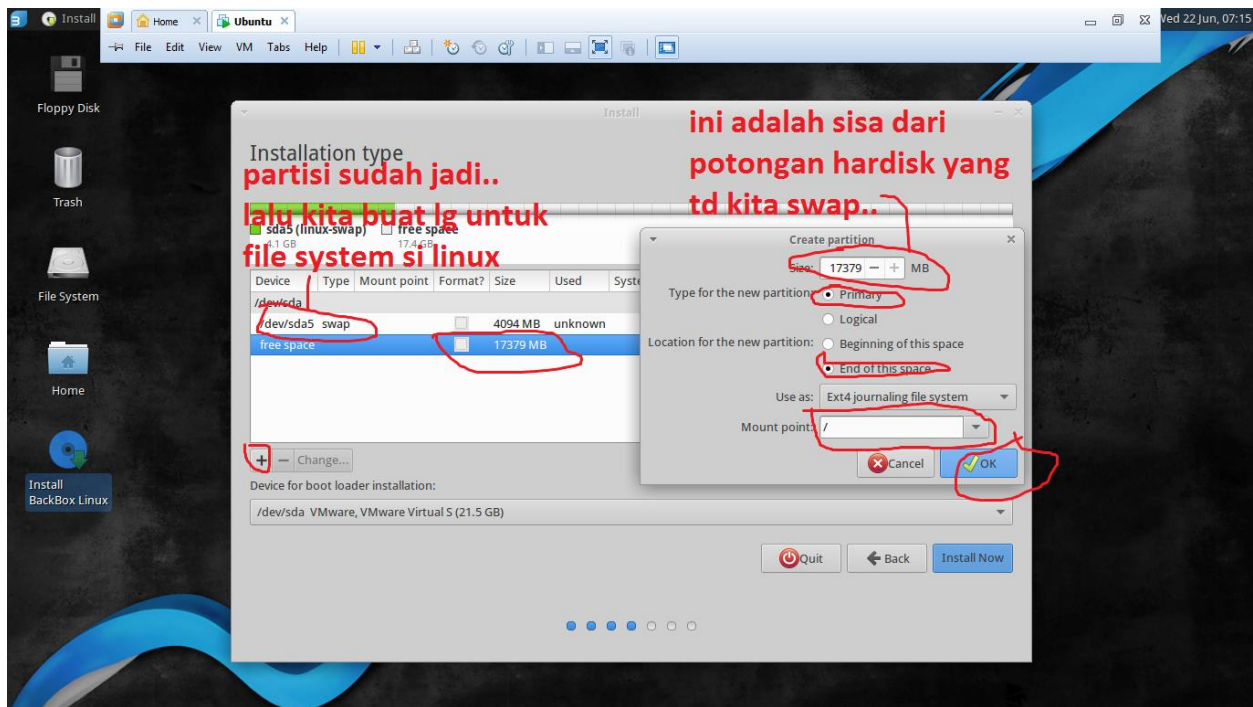 Install
Home
Ubuntu
Wed 22 Jun, 07:15
File Edit View VM Tabs Help
Floppy Disk
Trash
File System
Home
Install
BackBox Linux
Install
ini adalah sisa dari
potongan hardisk yang
td kita swap..
Installation type
partisi sudah jadi..
lalu kita buat lg untuk
file system si linux
sda5 (linux-swap) free space
4.1 GB 17.4 GB
Device Type Mount point Format? Size Used Syste
/dev/sda
/dev/sda5 swap 4094 MB unknown
free space 17379 MB
+ − Change...
Device for boot loader installation:
/dev/sda VMware, VMware Virtual S (21.5 GB)
Quit Back Install Now
Create partition
Size: 17379 − + MB
Type for the new partition: Primary
Logical
Location for the new partition: Beginning of this space
End of this space
Use as: Ext4 journaling file system
Mount point: /
Cancel OK